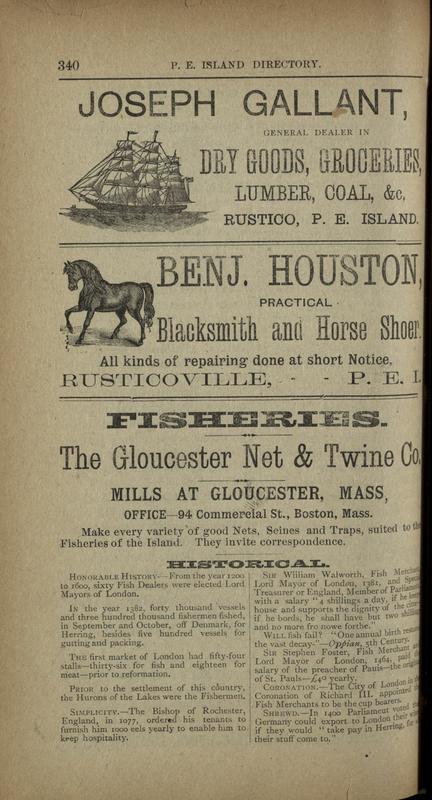 340 P. E. ISLAND DIRECTORY.
JOSEPH GALLANT,
GENERAL DEALER IN
DRY GOODS, GROCERIES,
LUMBER, COAL, &c,
RUSTICO, P. E. ISLAND.
BENJ. HOUSTON,
PRACTICAL
Blacksmith and Horse Shoer.
All kinds of repairing done at short Notice.
RUSTICOVILLE, - - P. E. I.
FISHERIES.
The Gloucester Net & Twine Co.
MILLS AT GLOUCESTER, MASS,
OFFICE—94 Commercial St., Boston, Mass.
Make every variety of good Nets, Seines and Traps, suited to the
Fisheries of the Island. They invite correspondence.
HISTORICAL.
HONORABLE HISTORY—From the year 1200
to 1600, sixty Fish Dealers were elected Lord
Mayors of London.
IN the year 1382, forty thousand vessels
and three hundred thousand fishermen fished,
in September and October, off Denmark, for
Herring, besides five hundred vessels for
gutting and packing.
THE first market of London had fifty-four
stalls—thirty-six for fish and eighteen for
meat—prior to reformation.
PRIOR to the settlement of this country,
the Hurons of the Lakes were the Fishermen.
SIMPLICITY.—The Bishop of Rochester,
England, in 1077, ordered his tenants to
furnish him 1000 eels yearly to enable him to
keep hospitality.
SIR William Walworth, Fish
Lord Mayor of London, 1381, and
Treasurer or England, Member of Parliament
with a salary "4 shillings a day, if he
house and supports the dignity of the
if he bords, he shall have but two
and no more fro nowe forthe."
WILL fish fail? "One annual birth
the vast decay—"Oppian, 5th Century.
Sir Stephen Foster, Fish Merchant
Lord Mayor of London, 1464,
salary of the preacher of Pauls—the
of St. Pauls—£40 yearly.
CORONATION.—The City of London
Coronation of Richard III. appointed
Fish Merchants to be the cup bearers.
SHREWD.—In 1400 Parliament voted
Germany could export to London their
if they would "take pay in Herring, for
their stuff come to."